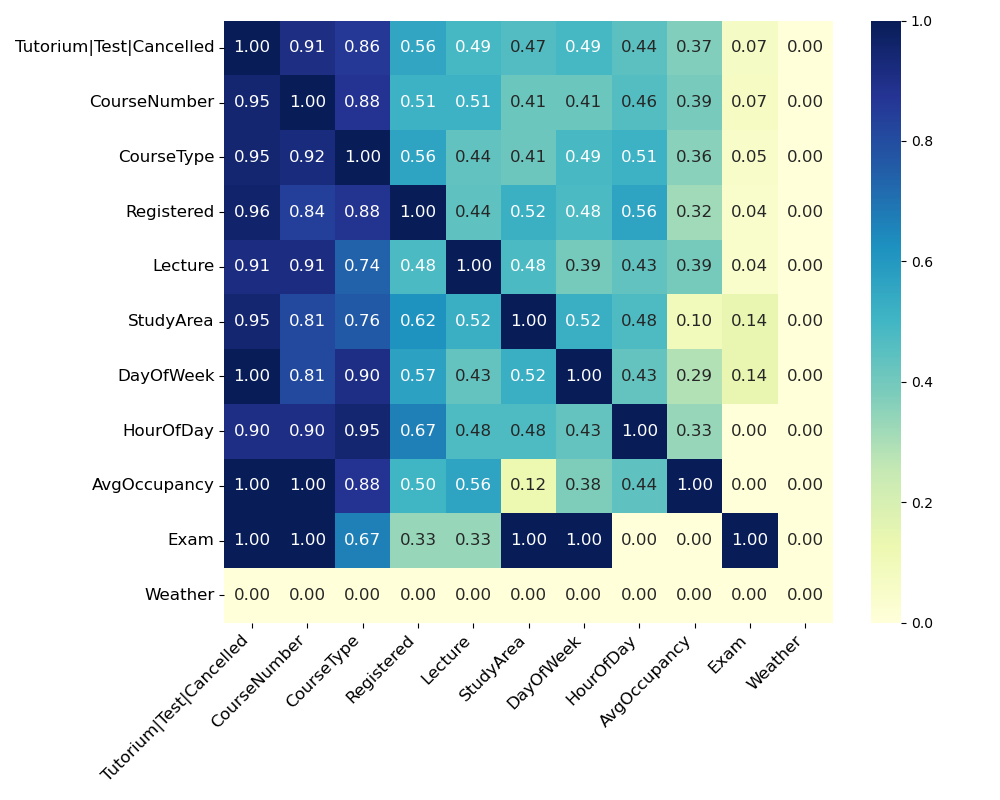 Tutorium|Test|Cancelled 1.00 0.91 0.86 0.56 0.49 0.47 0.49 0.44 0.37 0.07 0.00
CourseNumber 0.95 1.00 0.88 0.51 0.51 0.41 0.41 0.46 0.39 0.07 0.00
CourseType 0.95 0.92 1.00 0.56 0.44 0.41 0.49 0.51 0.36 0.05 0.00
Registered 0.96 0.84 0.88 1.00 0.44 0.52 0.48 0.56 0.32 0.04 0.00
Lecture 0.91 0.91 0.74 0.48 1.00 0.48 0.39 0.43 0.39 0.04 0.00
StudyArea 0.95 0.81 0.76 0.62 0.52 1.00 0.52 0.48 0.10 0.14 0.00
DayOfWeek 1.00 0.81 0.90 0.57 0.43 0.52 1.00 0.43 0.29 0.14 0.00
HourOfDay 0.90 0.90 0.95 0.67 0.48 0.48 0.43 1.00 0.33 0.00 0.00
AvgOccupancy 1.00 1.00 0.88 0.50 0.56 0.12 0.38 0.44 1.00 0.00 0.00
Exam 1.00 1.00 0.67 0.33 0.33 1.00 1.00 0.00 0.00 1.00 0.00
Weather 0.00 0.00 0.00 0.00 0.00 0.00 0.00 0.00 0.00 0.00 0.00
Tutorium|Test|Cancelled
CourseNumber
CourseType
Registered
Lecture
StudyArea
DayOfWeek
HourOfDay
AvgOccupancy
Exam
Weather
1.0
0.8
0.6
0.4
0.2
0.0